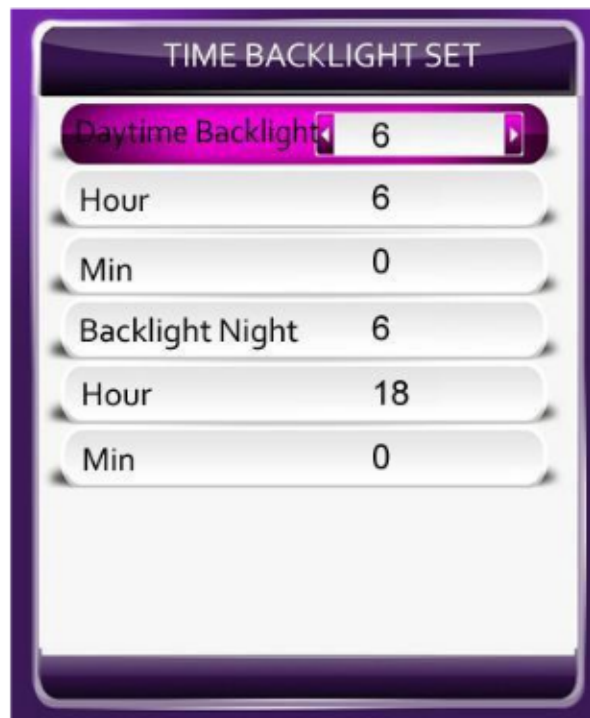 TIME BACKLIGHT SET
Daytime Backlight 6
Hour 6
Min 0
Backlight Night 6
Hour 18
Min 0